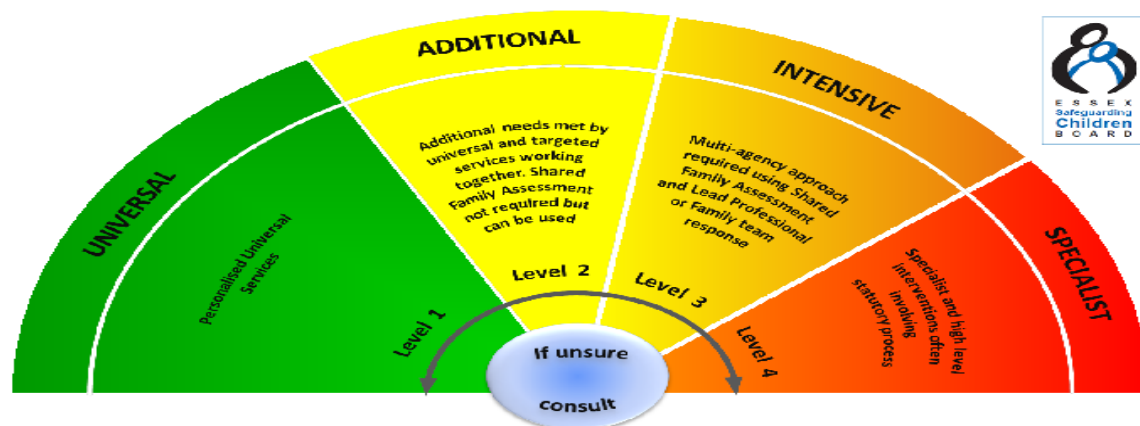 UNIVERSAL
Personalised Universal
Services
Level 1
ADDITIONAL
Additional needs met by
universal and targeted
services working
together. Shared
Family Assessment
not required but
can be used
Level 2
INTENSIVE
Multi-agency approach
required using Shared
Family Assessment
and Lead Professional
or Family team
response
Level 3
SPECIALIST
Specialist and high level
interventions often
involving
statutory process
Level 4
If unsure
consult
ESSEX
Safeguarding
Children
BOARD